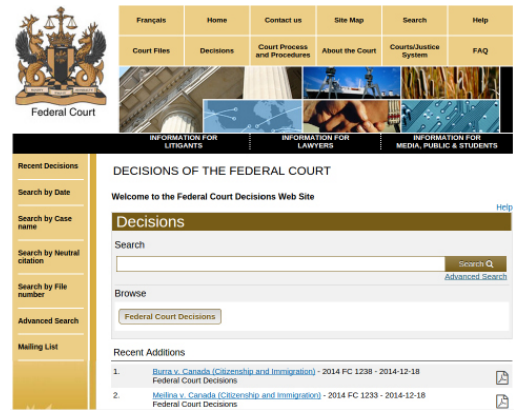 Français Home Contact us Site Map Search Help
Court Files Decisions Court Process and Procedures About the Court Courts/Justice System FAQ
Federal Court
INFORMATION FOR LITIGANTS INFORMATION FOR LAWYERS INFORMATION FOR MEDIA, PUBLIC & STUDENTS
Recent Decisions
Search by Date
Search by Case name
Search by Neutral citation
Search by File number
Advanced Search
Mailing List
DECISIONS OF THE FEDERAL COURT
Welcome to the Federal Court Decisions Web Site
Help
Decisions
Search
Search
Advanced Search
Browse
Federal Court Decisions
Recent Additions
1. Burra v. Canada (Citizenship and Immigration) - 2014 FC 1238 - 2014-12-18
Federal Court Decisions
2. Mellina v. Canada (Citizenship and Immigration) - 2014 FC 1233 - 2014-12-18
Federal Court Decisions